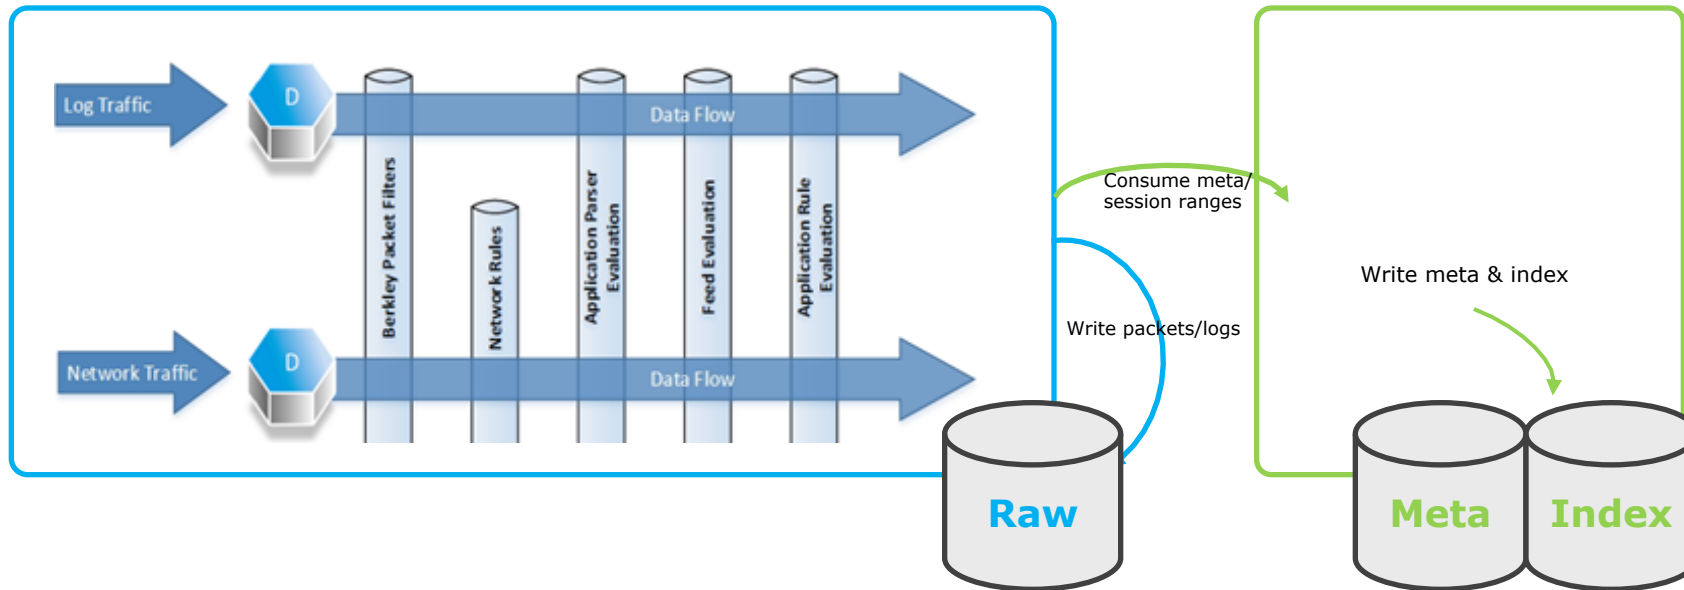 Log Traffic
D
Data Flow
Berkley Packet Filters
Network Rules
Application Parser
Evaluation
Feed Evaluation
Application Rule
Evaluation
Network Traffic
D
Data Flow
Consume meta/
session ranges
Write packets/logs
Write meta & index
Raw
Meta
Index